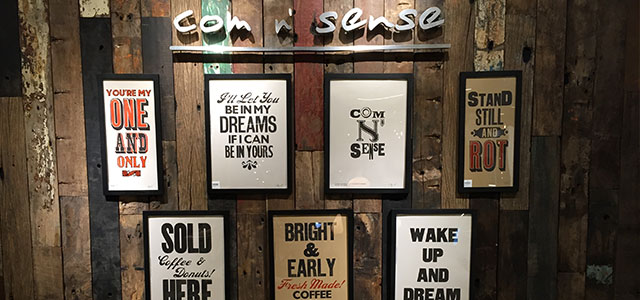 com n' sense
YOU'RE MY
ONE
AND
ONLY
I'll Let You
BE IN MY
DREAMS
IF I CAN
BE IN YOURS
COM
N'
SENSE
STAND
STILL
AND
ROT
SOLD
Coffee &
Donuts!
HERE
BRIGHT
&
EARLY
Fresh Made!
COFFEE
WAKE
UP
AND
DREAM